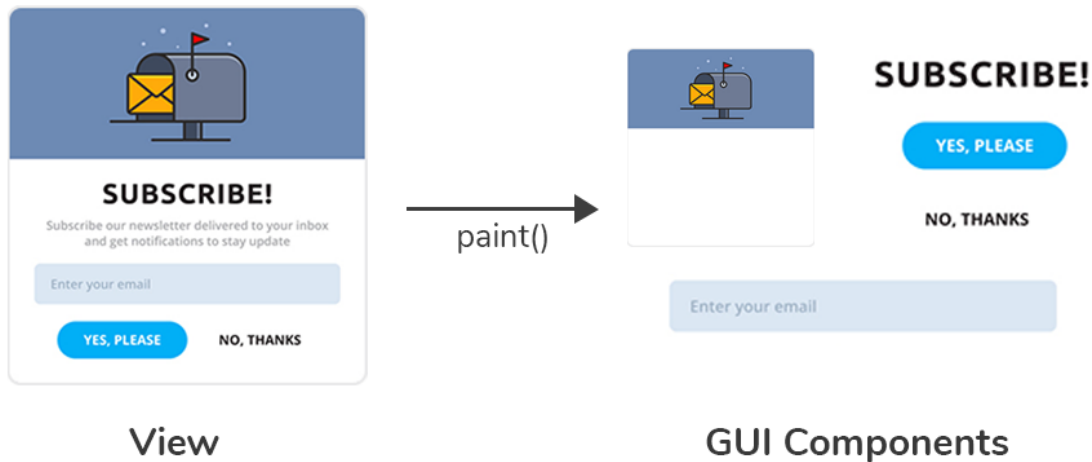 SUBSCRIBE!
Subscribe our newsletter delivered to your inbox
and get notifications to stay update
Enter your email
YES, PLEASE
NO, THANKS
View
paint()
SUBSCRIBE!
YES, PLEASE
NO, THANKS
Enter your email
GUI Components